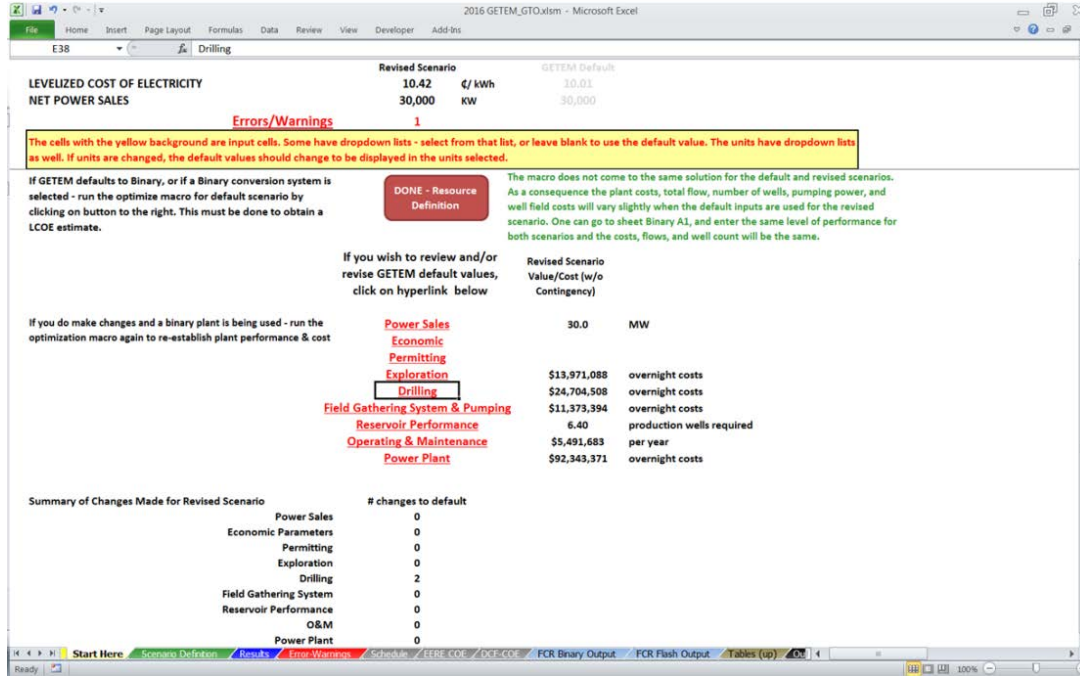 2016 GETEM_GTO.xlsm - Microsoft Excel
File Home Insert Page Layout Formulas Data Review View Developer Add-Ins
E38 fx Drilling
Revised Scenario GETEM Default
LEVELIZED COST OF ELECTRICITY 10.42 ₵/ kWh 10.01
NET POWER SALES 30,000 KW 30,000
Errors/Warnings 1
The cells with the yellow background are input cells. Some have dropdown lists - select from that list, or leave blank to use the default value. The units have dropdown lists
as well. If units are changed, the default values should change to be displayed in the units selected.
If GETEM defaults to Binary, or if a Binary conversion system is
selected - run the optimize macro for default scenario by
clicking on button to the right. This must be done to obtain a
LCOE estimate.
DONE - Resource
Definition
The macro does not come to the same solution for the default and revised scenarios.
As a consequence the plant costs, total flow, number of wells, pumping power, and
well field costs will vary slightly when the default inputs are used for the revised
scenario. One can go to sheet Binary A1, and enter the same level of performance for
both scenarios and the costs, flows, and well count will be the same.
If you wish to review and/or
revise GETEM default values,
click on hyperlink below
Revised Scenario
Value/Cost (w/o
Contingency)
If you do make changes and a binary plant is being used - run the
optimization macro again to re-establish plant performance & cost
Power Sales 30.0 MW
Economic
Permitting
Exploration $13,971,088 overnight costs
Drilling $24,704,508 overnight costs
Field Gathering System & Pumping $11,373,394 overnight costs
Reservoir Performance 6.40 production wells required
Operating & Maintenance $5,491,683 per year
Power Plant $92,343,371 overnight costs
Summary of Changes Made for Revised Scenario # changes to default
Power Sales 0
Economic Parameters 0
Permitting 0
Exploration 0
Drilling 2
Field Gathering System 0
Reservoir Performance 0
O&M 0
Power Plant 0
Start Here Scenario Definition Results Error-Warnings Schedule EERE COE DCF-COE FCR Binary Output FCR Flash Output Tables (up) Ou
Ready 100%